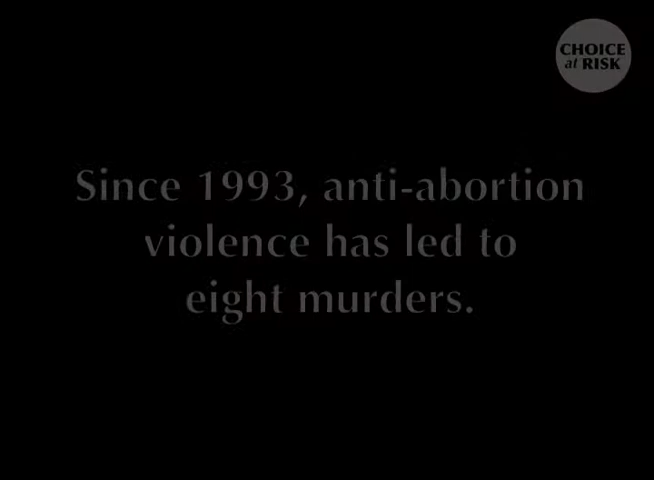 CHOICE
at RISK
Since 1993, anti-abortion
violence has led to
eight murders.